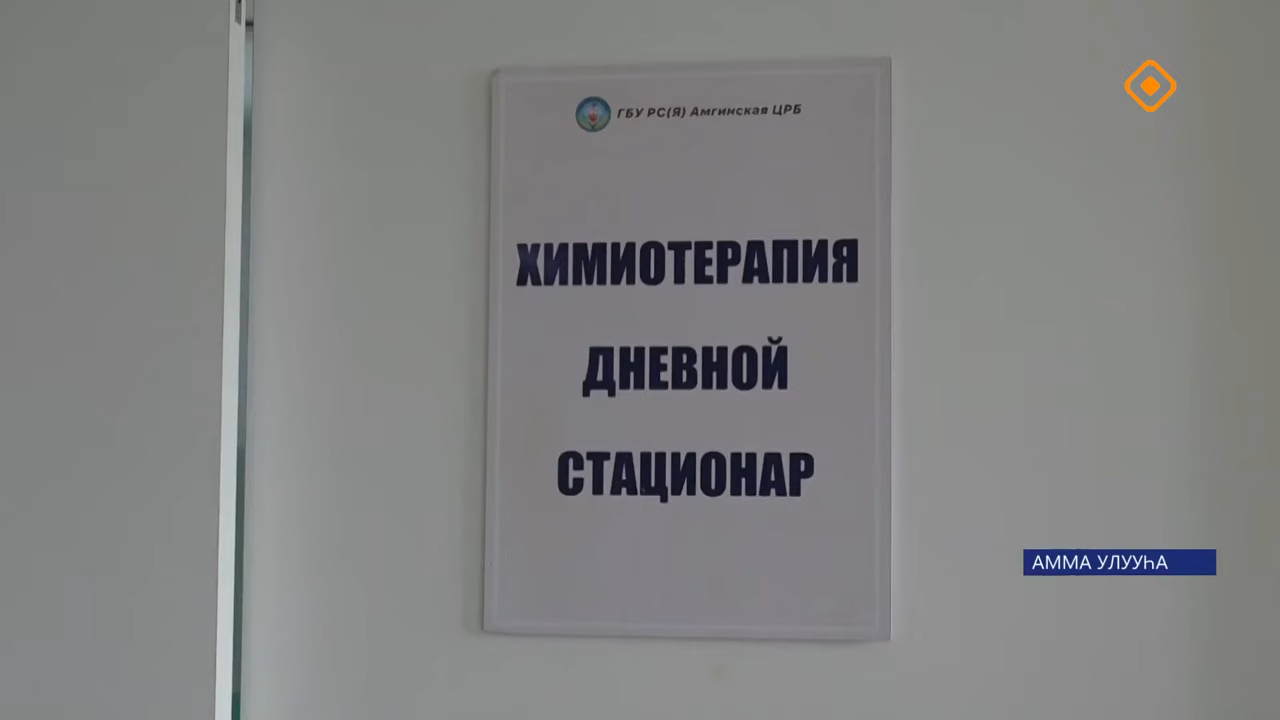 ГБУ РС(Я) Амгинская ЦРБ
ХИМИОТЕРАПИЯ
ДНЕВНОЙ
СТАЦИОНАР
АММА УЛУУҺА